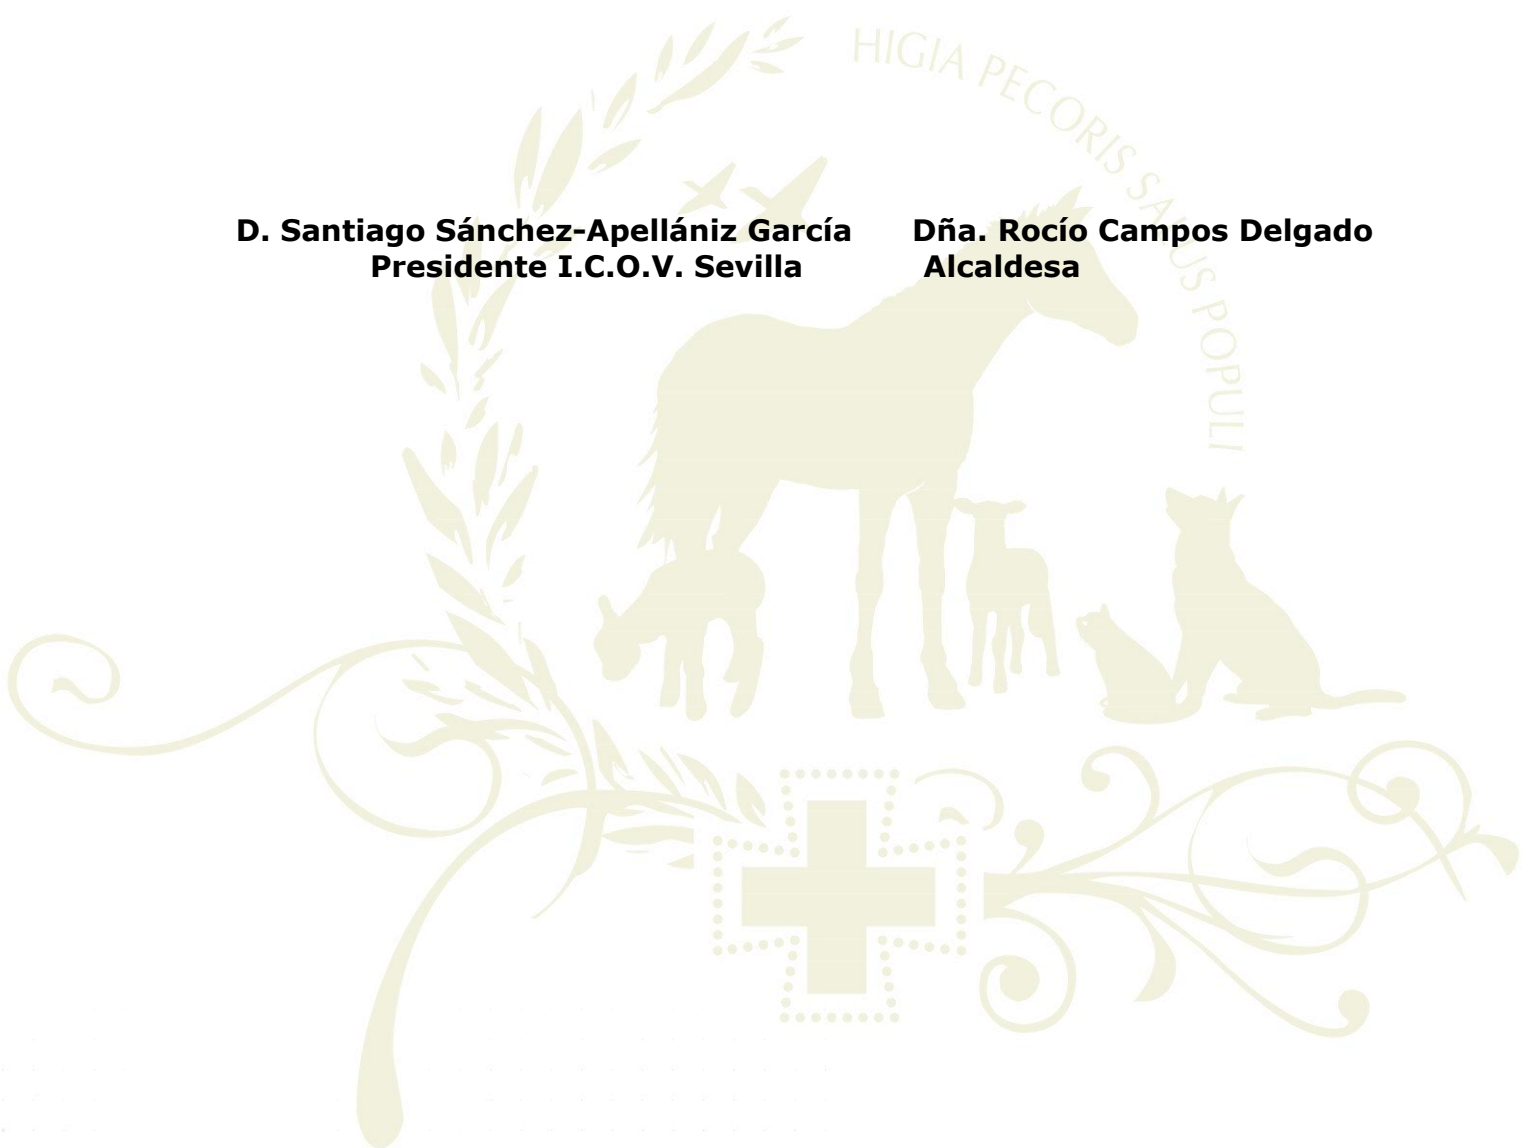 HIGIA PECORIS SALUS POPULI
D. Santiago Sánchez-Apellániz García Dña. Rocío Campos Delgado
Presidente I.C.O.V. Sevilla Alcaldesa